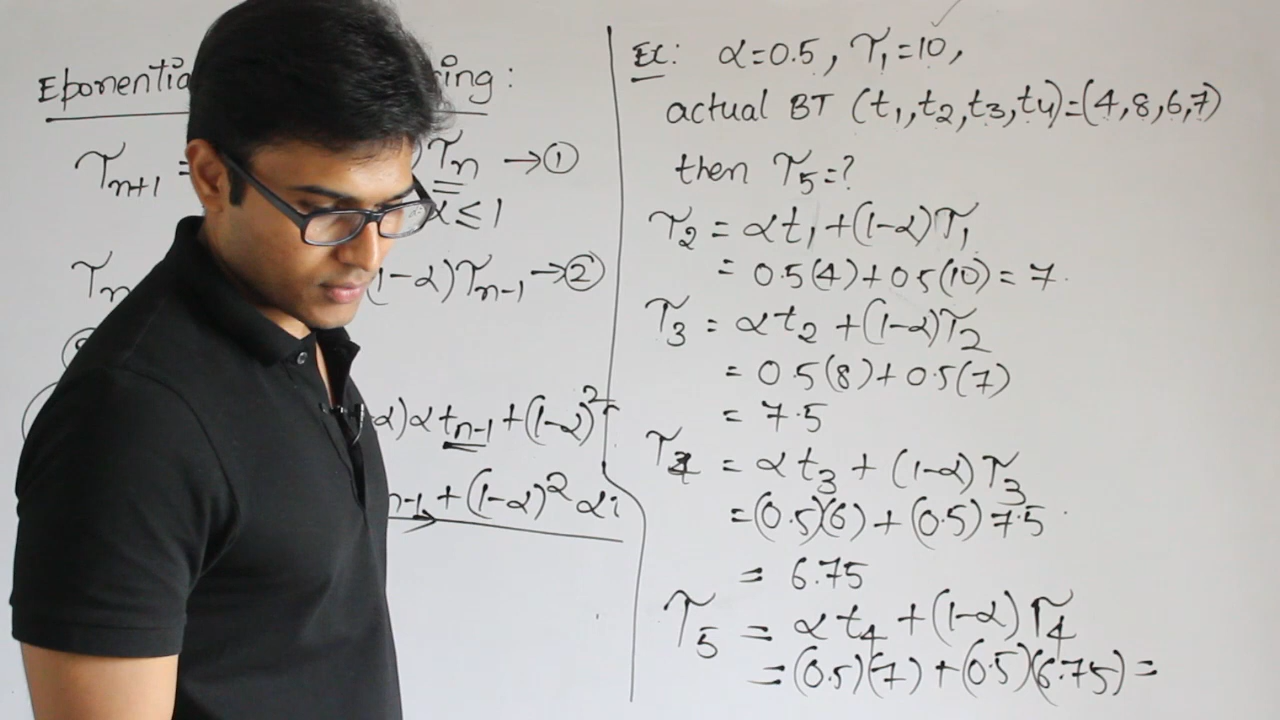 Eponentia ring :
τn+1 = ) τn → ①
α ≤ 1
τn (1-α) τn-1 → ②
α) α tn-1 + (1-α)²
n-1 + (1-α)² α
Ex: α = 0.5, τ1 = 10,
actual BT (t1, t2, t3, t4) = (4, 8, 6, 7)
then τ5 = ?
τ2 = αt1 + (1-α)τ1
= 0.5(4) + 0.5(10) = 7
τ3 = αt2 + (1-α)τ2
= 0.5(8) + 0.5(7)
= 7.5
τ4 = αt3 + (1-α)τ3
= (0.5)(6) + (0.5) 7.5
= 6.75
τ5 = αt4 + (1-α)τ4
= (0.5)(7) + (0.5)(6.75) =